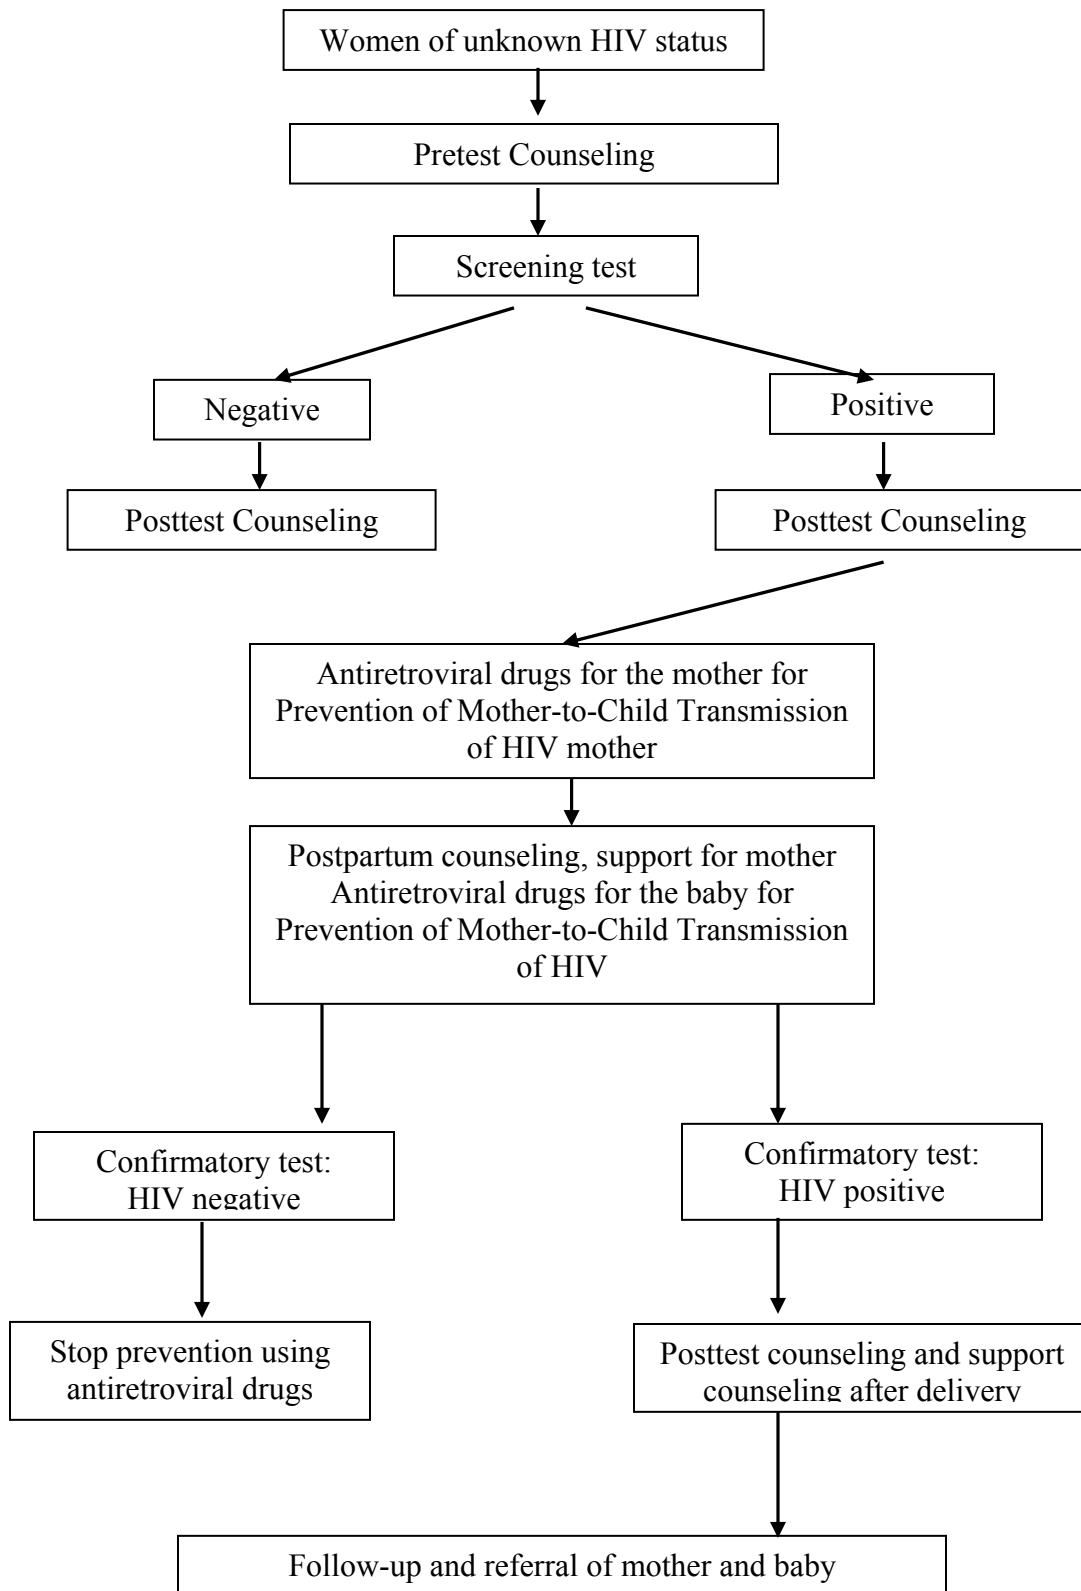 Women of unknown HIV status
Pretest Counseling
Screening test
Negative
Positive
Posttest Counseling
Posttest Counseling
Antiretroviral drugs for the mother for
Prevention of Mother-to-Child Transmission
of HIV mother
Postpartum counseling, support for mother
Antiretroviral drugs for the baby for
Prevention of Mother-to-Child Transmission
of HIV
Confirmatory test:
HIV negative
Confirmatory test:
HIV positive
Stop prevention using
antiretroviral drugs
Posttest counseling and support
counseling after delivery
Follow-up and referral of mother and baby